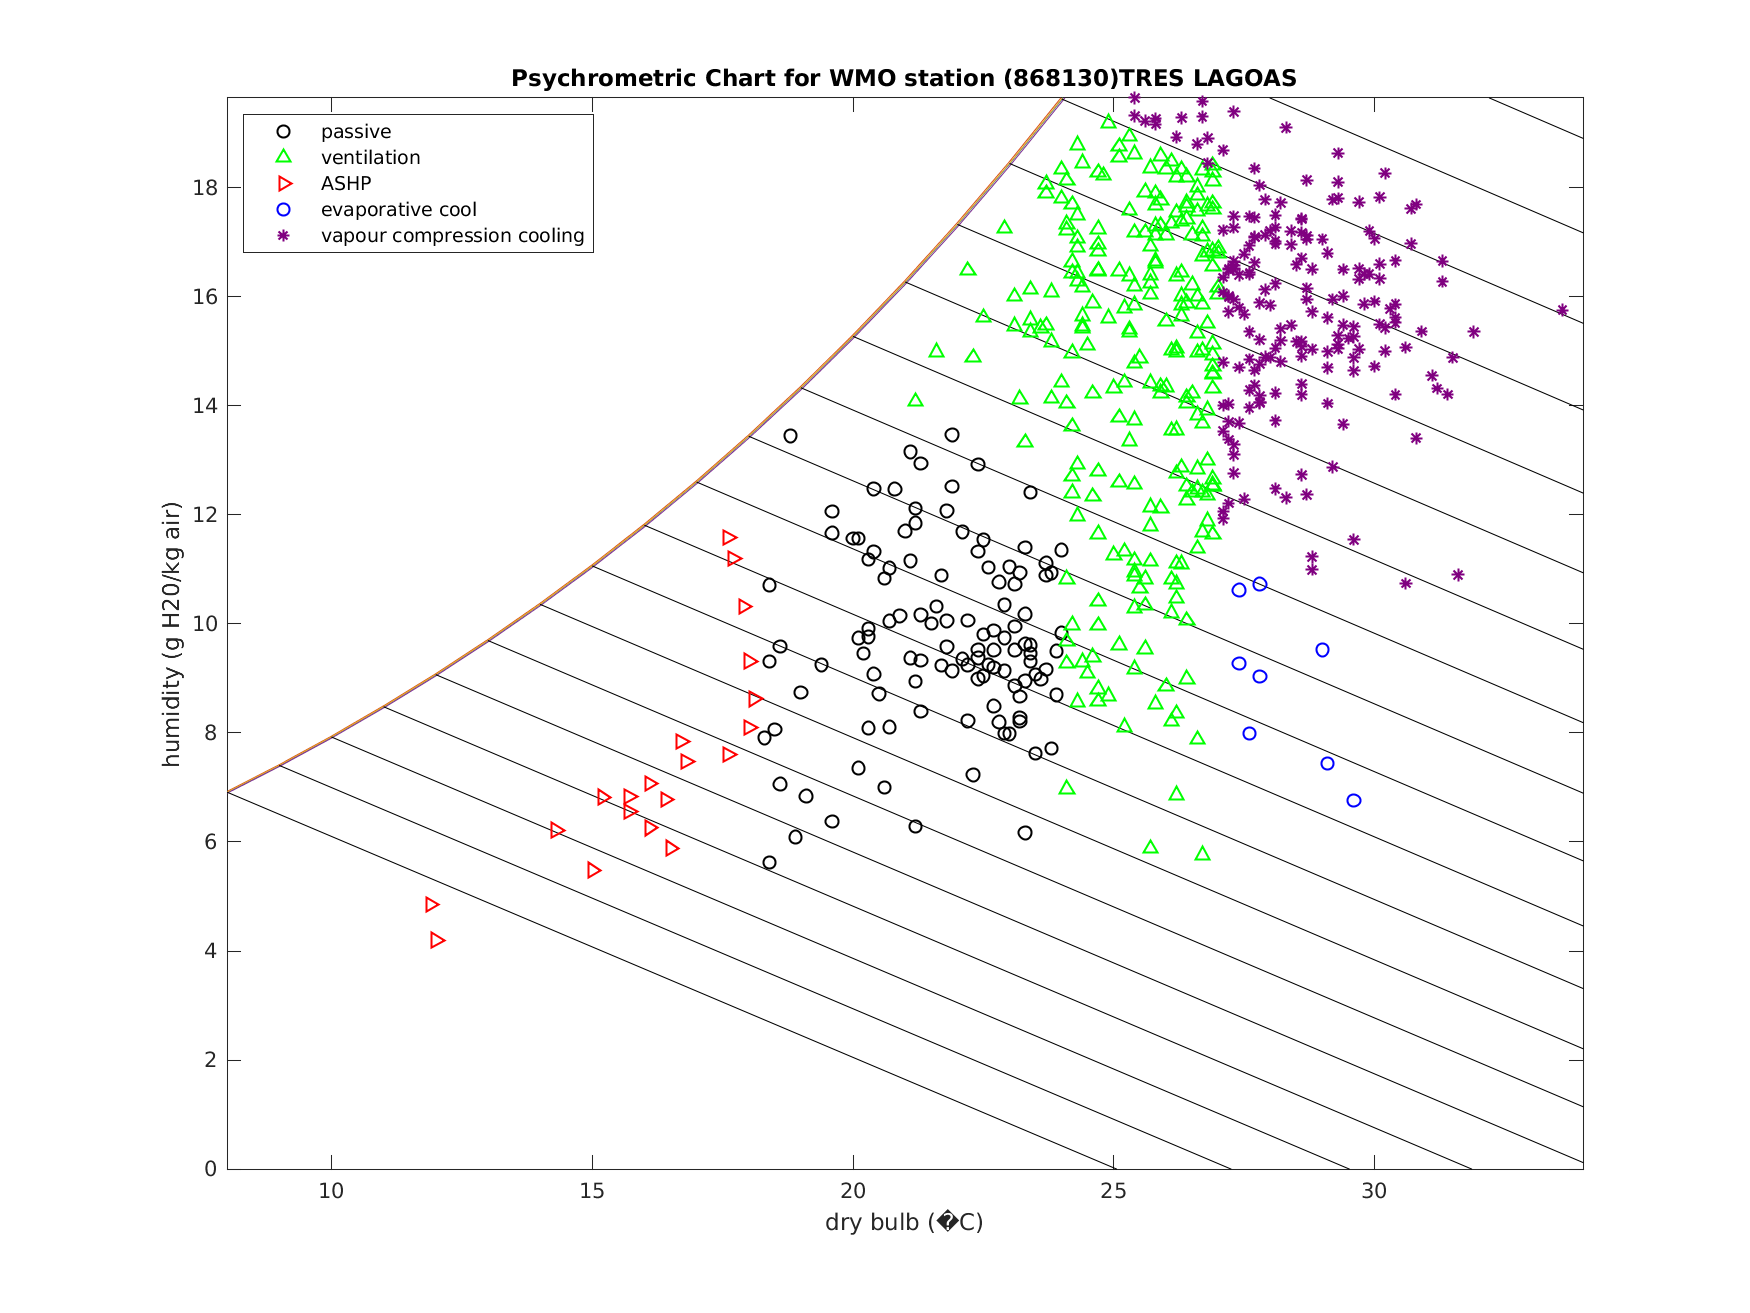 Psychrometric Chart for WMO station (868130)TRES LAGOAS
passive
ventilation
ASHP
evaporative cool
vapour compression cooling
humidity (g H20/kg air)
18
16
14
12
10
8
6
4
2
0
10 15 20 25 30
dry bulb (�C)